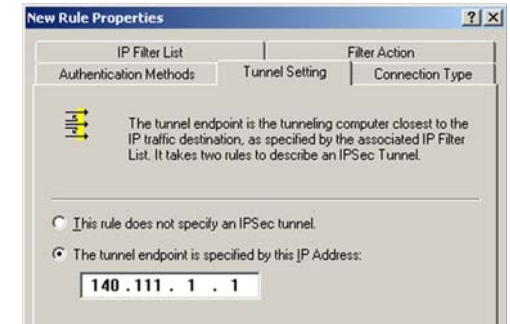 New Rule Properties
IP Filter List Filter Action
Authentication Methods Tunnel Setting Connection Type
The tunnel endpoint is the tunneling computer closest to the
IP traffic destination, as specified by the associated IP Filter
List. It takes two rules to describe an IPSec Tunnel.
This rule does not specify an IPSec tunnel.
The tunnel endpoint is specified by this IP Address:
140 . 111 . 1 . 1